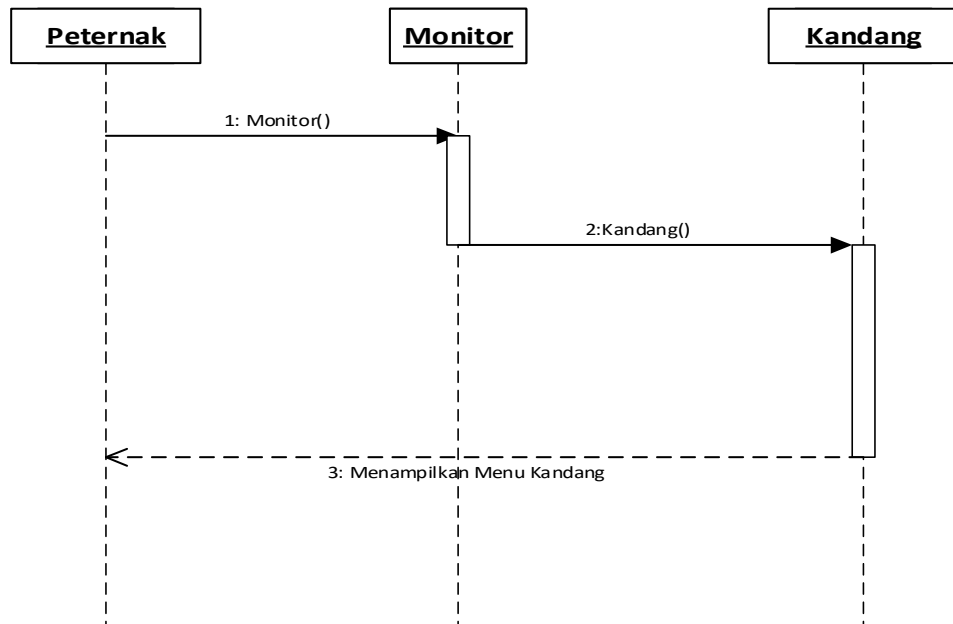 Peternak
Monitor
Kandang
1: Monitor()
2:Kandang()
3: Menampilkan Menu Kandang